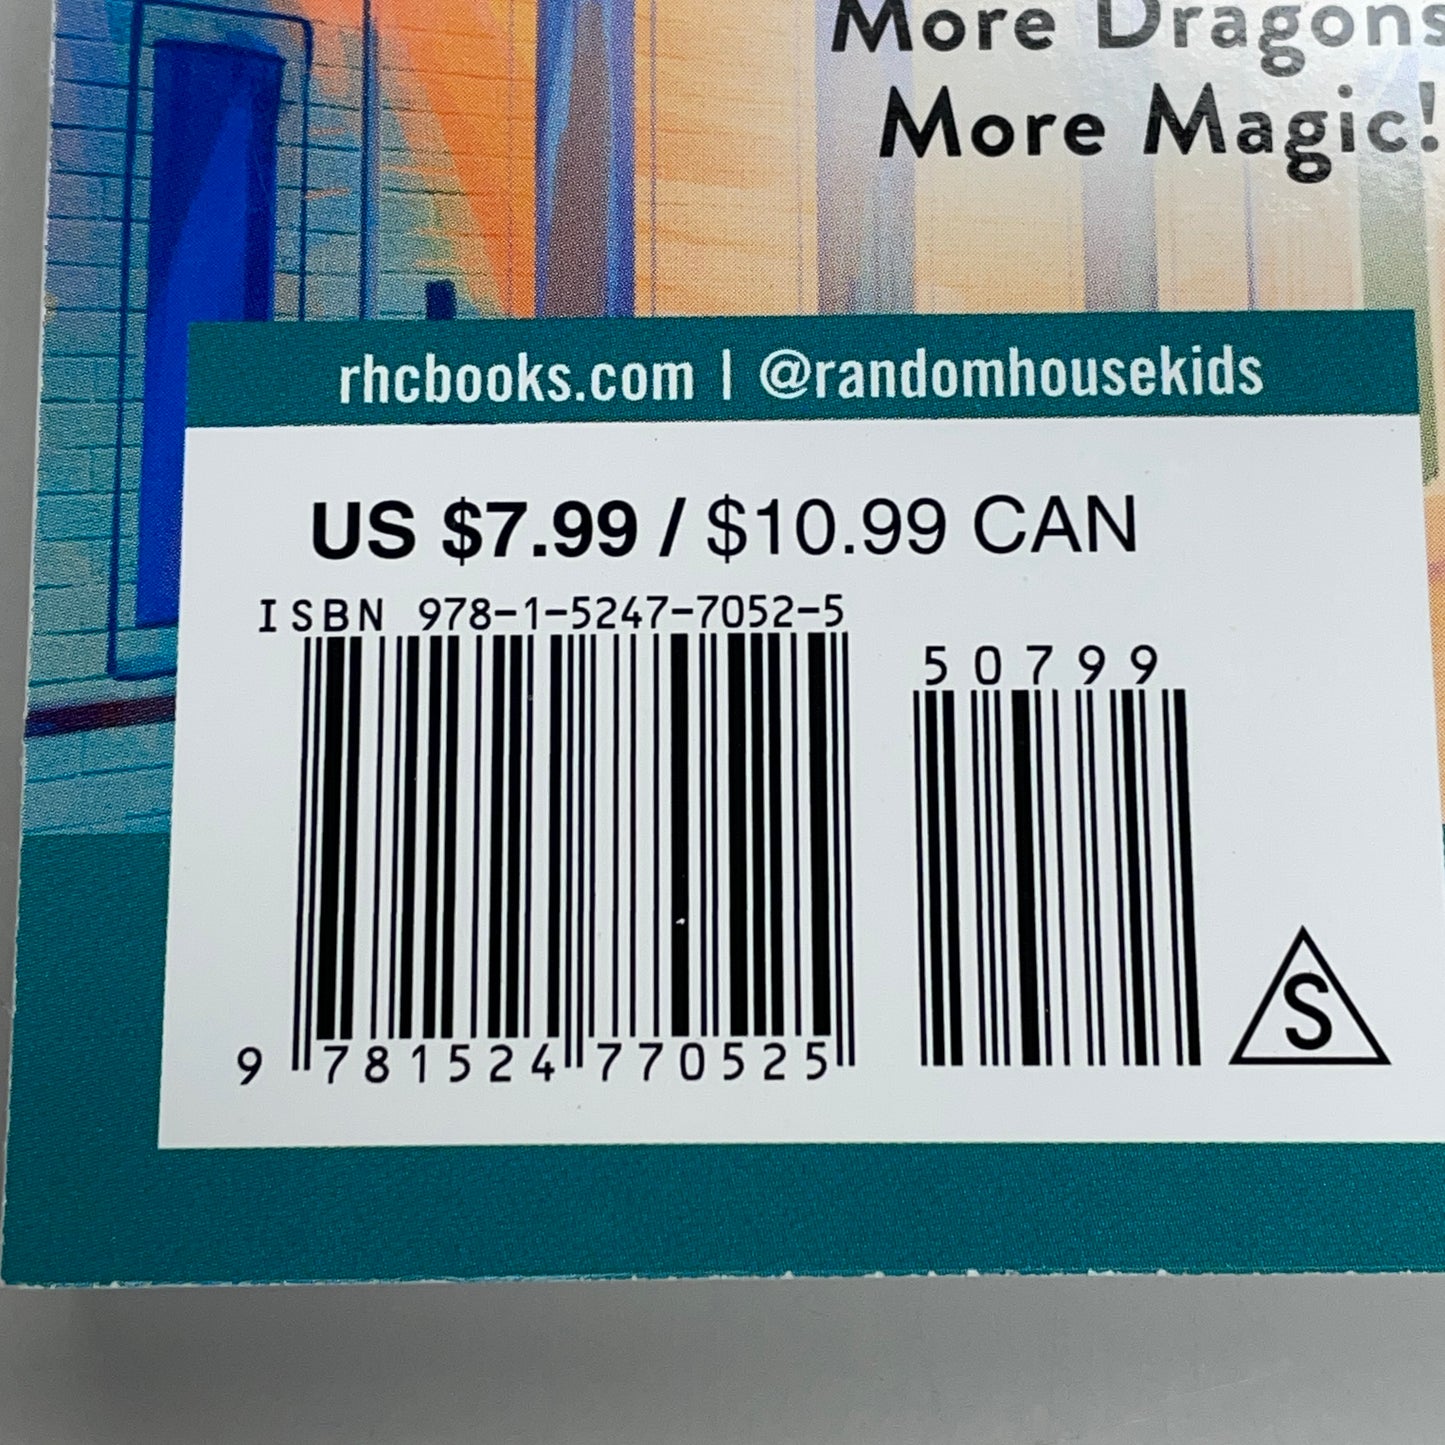 More Dragons
More Magic!
rhcbooks.com | @randomhousekids
US $7.99 / $10.99 CAN
ISBN 978-1-5247-7052-5
50799
9 781524 770525
S